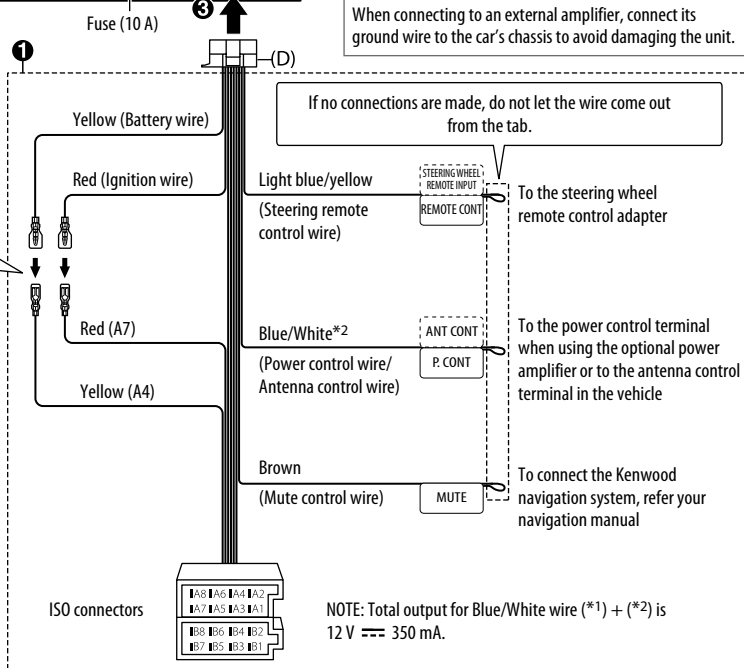 When connecting to an external amplifier, connect its
ground wire to the car's chassis to avoid damaging the unit.
Fuse (10 A)
3
1
(D)
If no connections are made, do not let the wire come out
from the tab.
Yellow (Battery wire)
Red (Ignition wire)
Light blue/yellow
(Steering remote
control wire)
STEERING WHEEL
REMOTE INPUT
REMOTE CONT
To the steering wheel
remote control adapter
Red (A7)
Yellow (A4)
Blue/White*2
(Power control wire/
Antenna control wire)
ANT CONT
P. CONT
To the power control terminal
when using the optional power
amplifier or to the antenna control
terminal in the vehicle
Brown
(Mute control wire)
MUTE
To connect the Kenwood
navigation system, refer your
navigation manual
ISO connectors
A8 A6 A4 A2
A7 A5 A3 A1
B8 B6 B4 B2
B7 B5 B3 B1
NOTE: Total output for Blue/White wire (*1) + (*2) is
12 V ⎓ 350 mA.